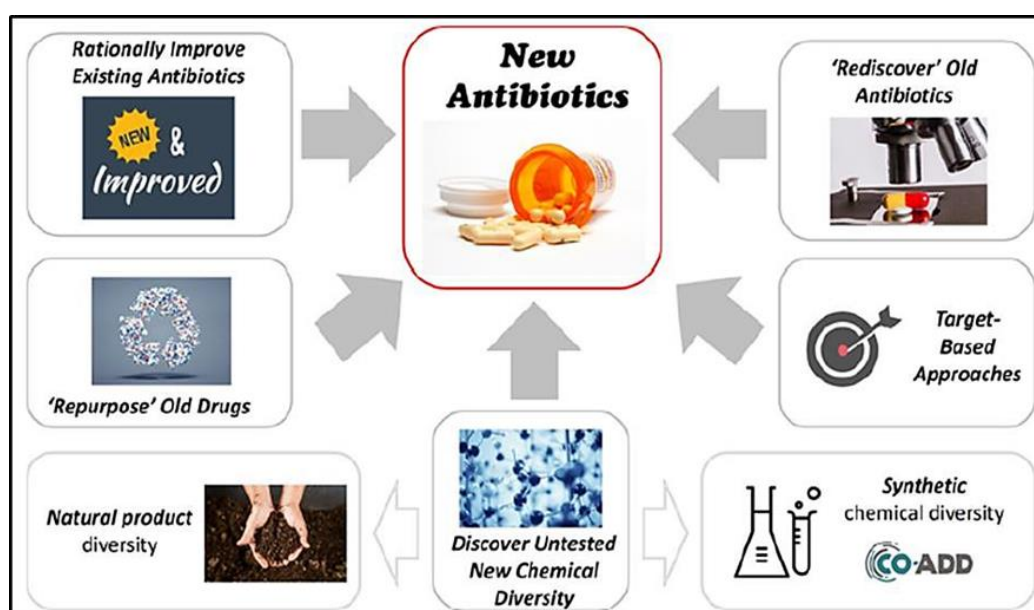 Rationally Improve
Existing Antibiotics
NEW
&
Improved
New
Antibiotics
'Rediscover' Old
Antibiotics
'Repurpose' Old Drugs
Target-
Based
Approaches
Natural product
diversity
Discover Untested
New Chemical
Diversity
Synthetic
chemical diversity
CO-ADD